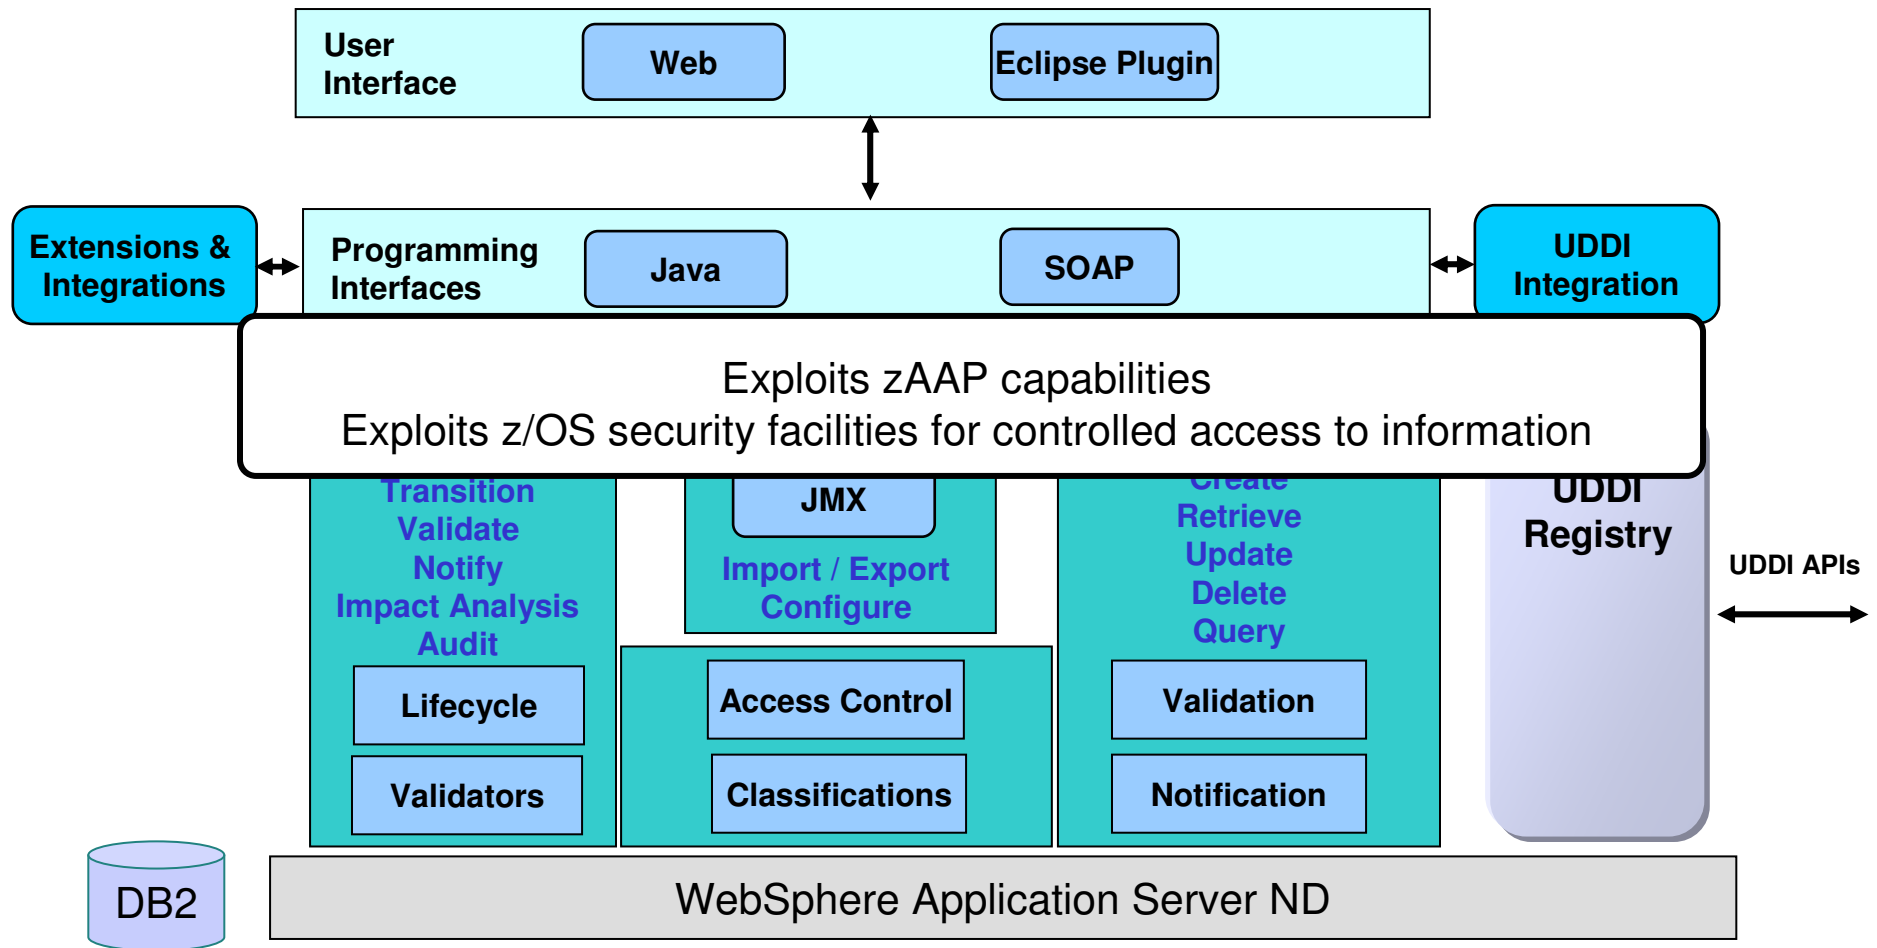 User
Interface
Web
Eclipse Plugin
Extensions &
Integrations
Programming
Interfaces
Java
SOAP
UDDI
Integration
Exploits zAAP capabilities
Exploits z/OS security facilities for controlled access to information
Transition
Validate
Notify
Impact Analysis
Audit
JMX
Import / Export
Configure
Create
Retrieve
Update
Delete
Query
UDDI
Registry
UDDI APIs
Lifecycle
Validators
Access Control
Classifications
Validation
Notification
DB2
WebSphere Application Server ND